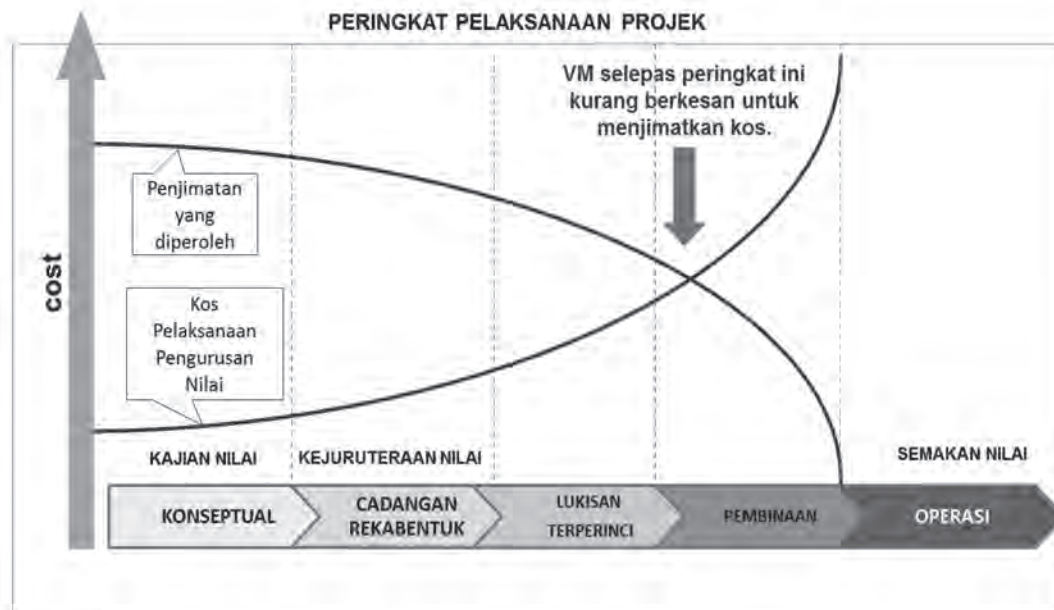 PERINGKAT PELAKSANAAN PROJEK
VM selepas peringkat ini
kurang berkesan untuk
menjimatkan kos.
Penjimatan
yang
diperoleh
cost
Kos
Pelaksanaan
Pengurusan
Nilai
KAJIAN NILAI
KEJURUTERAAN NILAI
SEMAKAN NILAI
KONSEPTUAL
CADANGAN
REKABENTUK
LUKISAN
TERPERINCI
PEMBINAAN
OPERASI